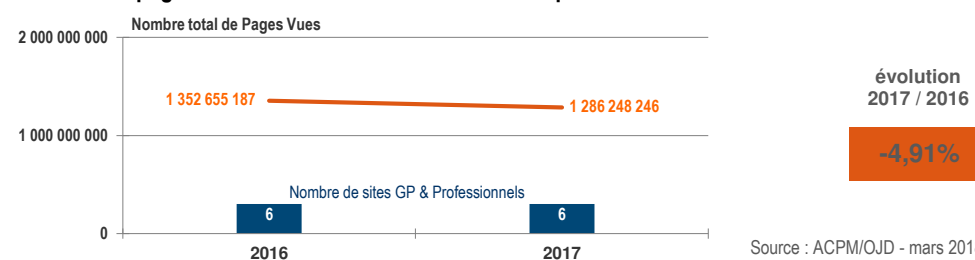 Nombre total de Pages Vues
2 000 000 000
1 352 655 187
1 286 248 246
1 000 000 000
Nombre de sites GP & Professionnels
6
6
0
2016
2017
évolution
2017 / 2016
-4,91%
Source : ACPM/OJD - mars 201